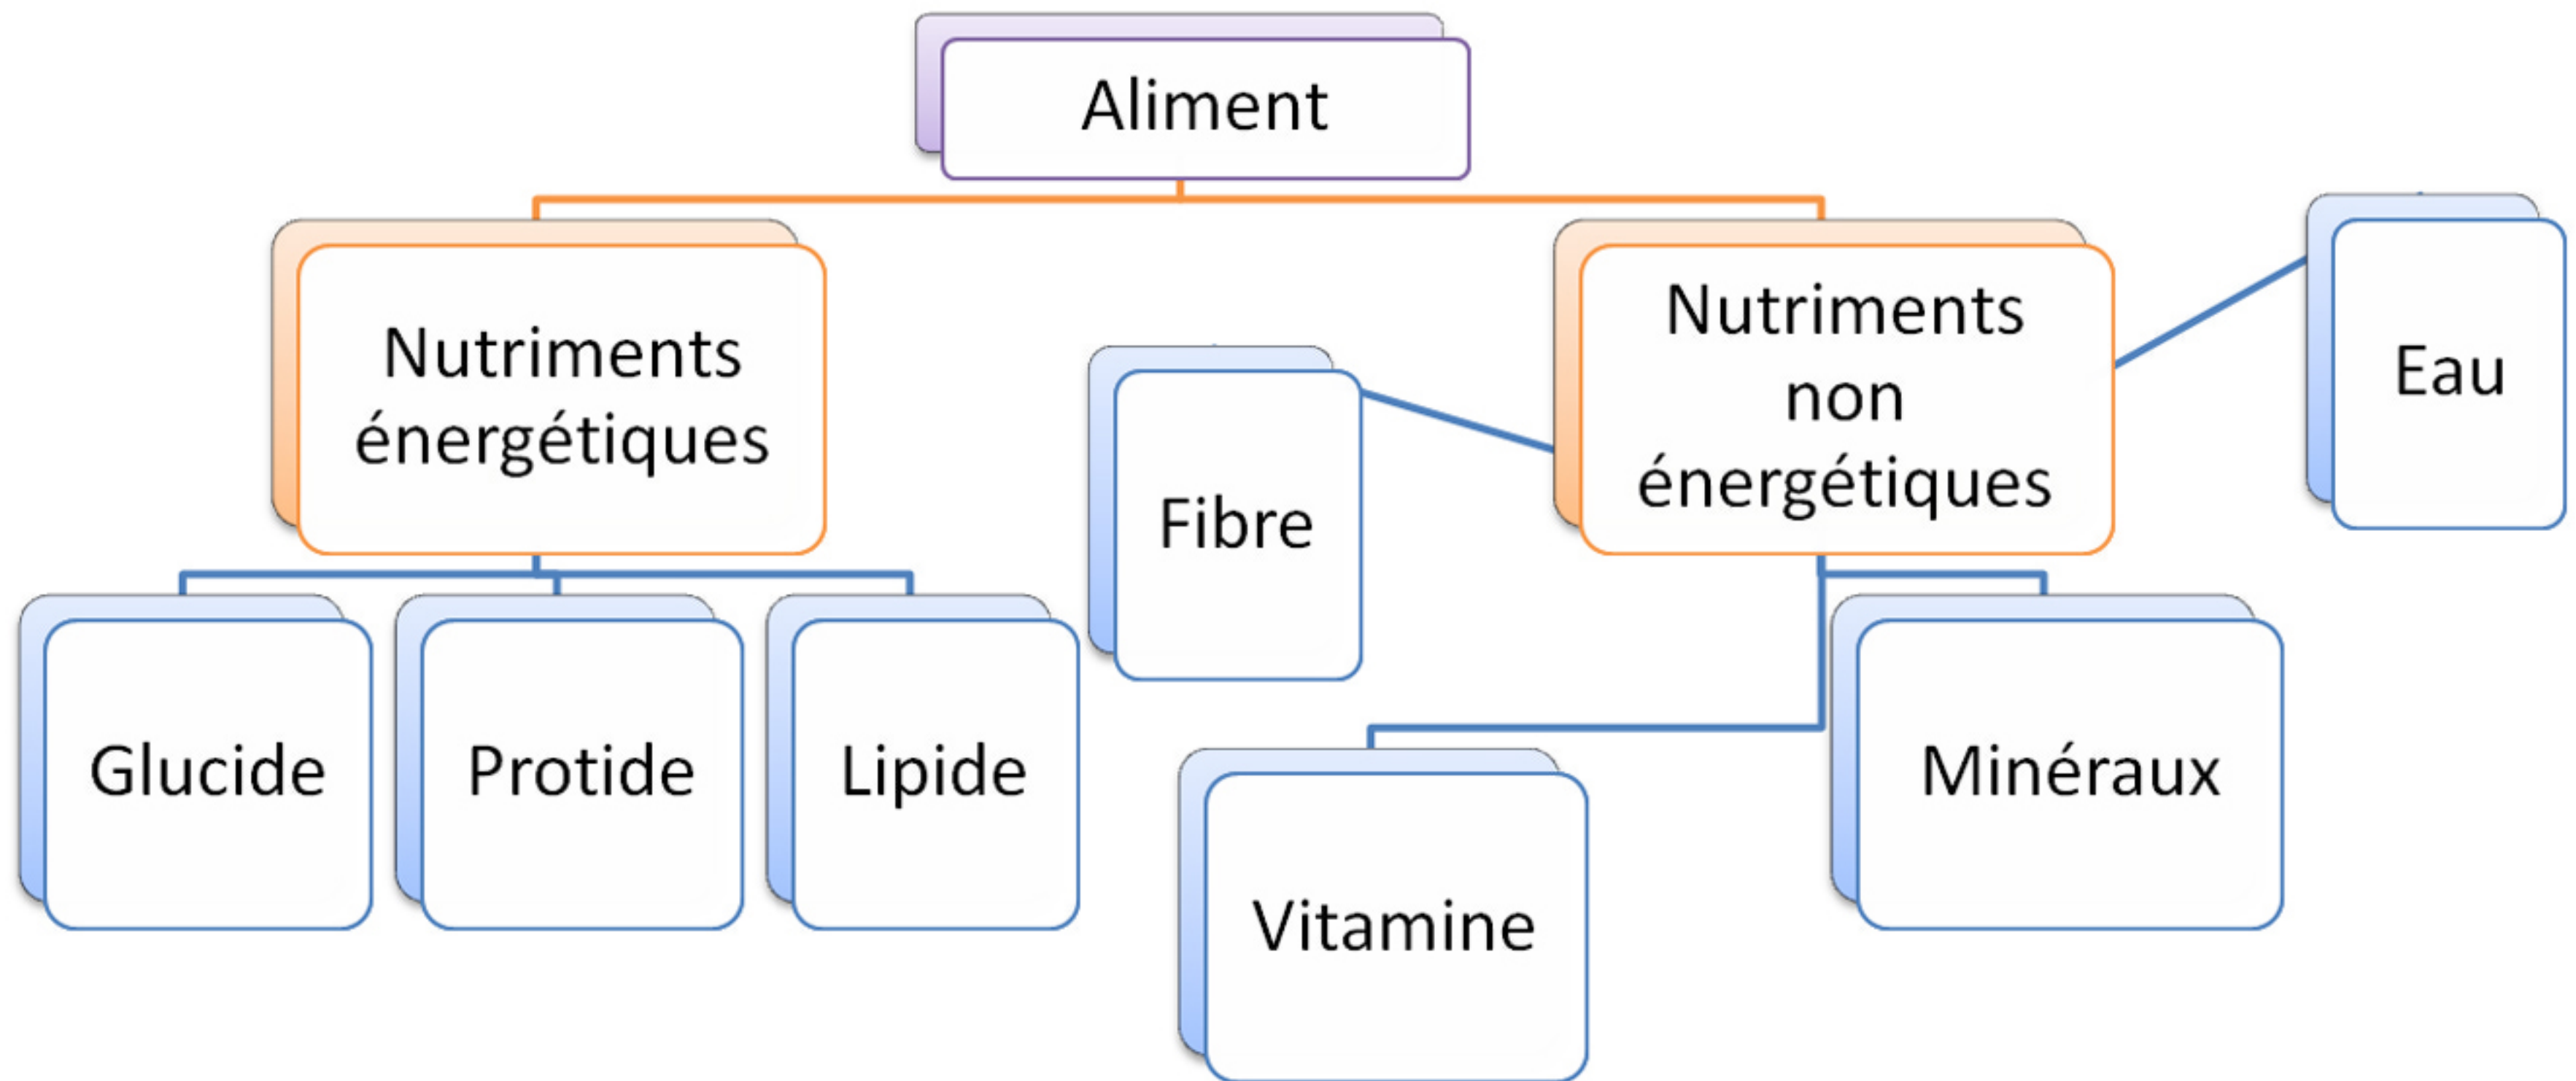 Aliment
Nutriments
énergétiques
Nutriments
non
énergétiques
Eau
Fibre
Glucide
Protide
Lipide
Minéraux
Vitamine